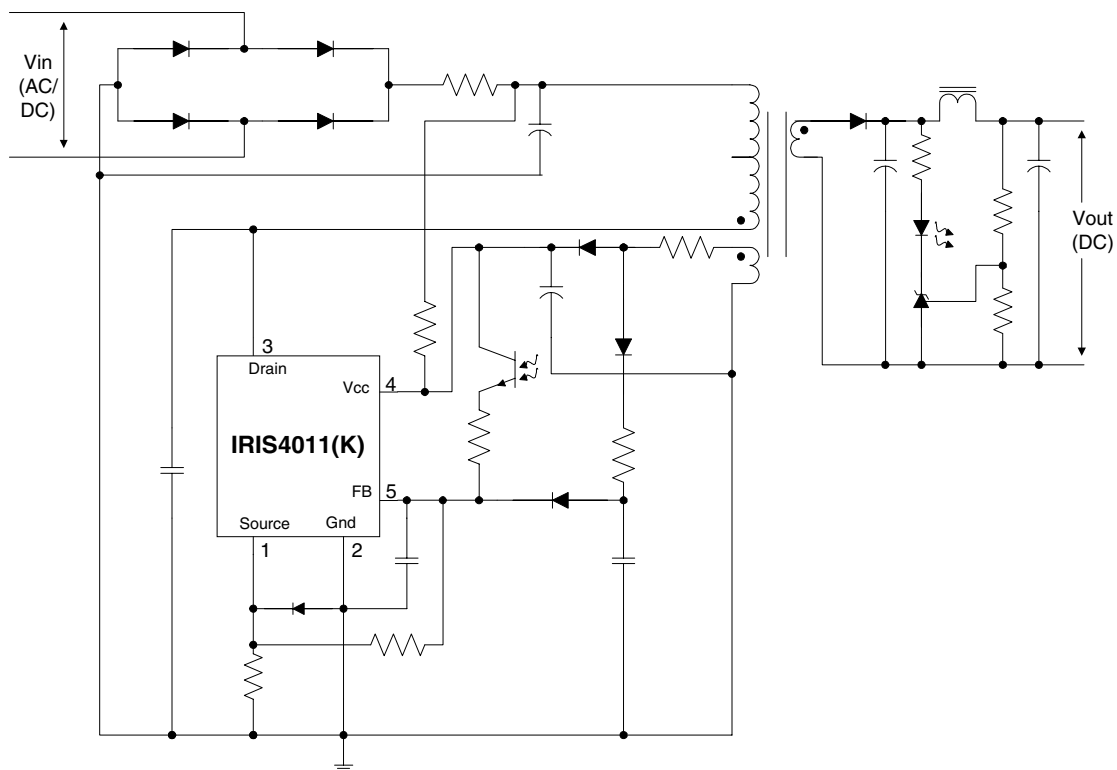 Vin
(AC/
DC)
Vout
(DC)
3
Drain
Vcc
4
IRIS4011(K)
FB
5
Source
Gnd
1
2